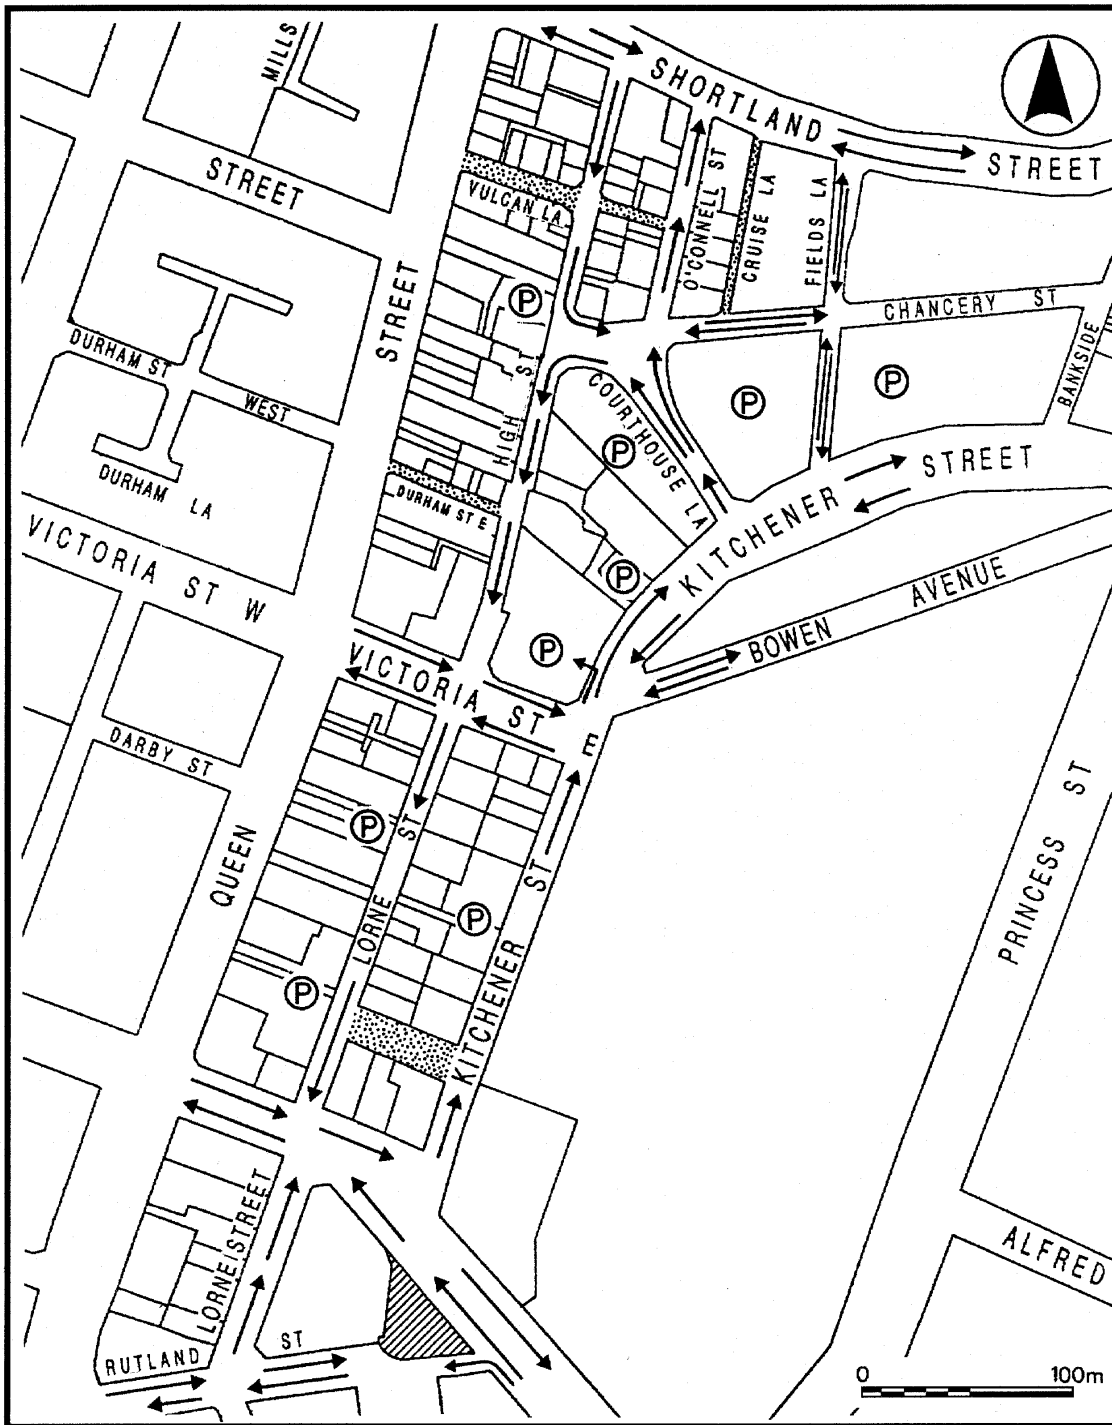 MILLS
SHORTLAND
STREET
STREET
VULCAN LA
O'CONNELL ST
CRUISE LA
FIELDS LA
P
STREET
CHANCERY ST
DURHAM ST
WEST
HIGH ST
COURTHOUSE LA
P
P
BANKSIDE
P
DURHAM LA
DURHAM ST E
KITCHENER STREET
VICTORIA ST W
P
BOWEN AVENUE
P
VICTORIA ST E
DARBY ST
QUEEN
P
LORNE ST
P
KITCHENER ST
PRINCESS ST
P
LORNE STREET
ALFRED
RUTLAND ST
0 100m